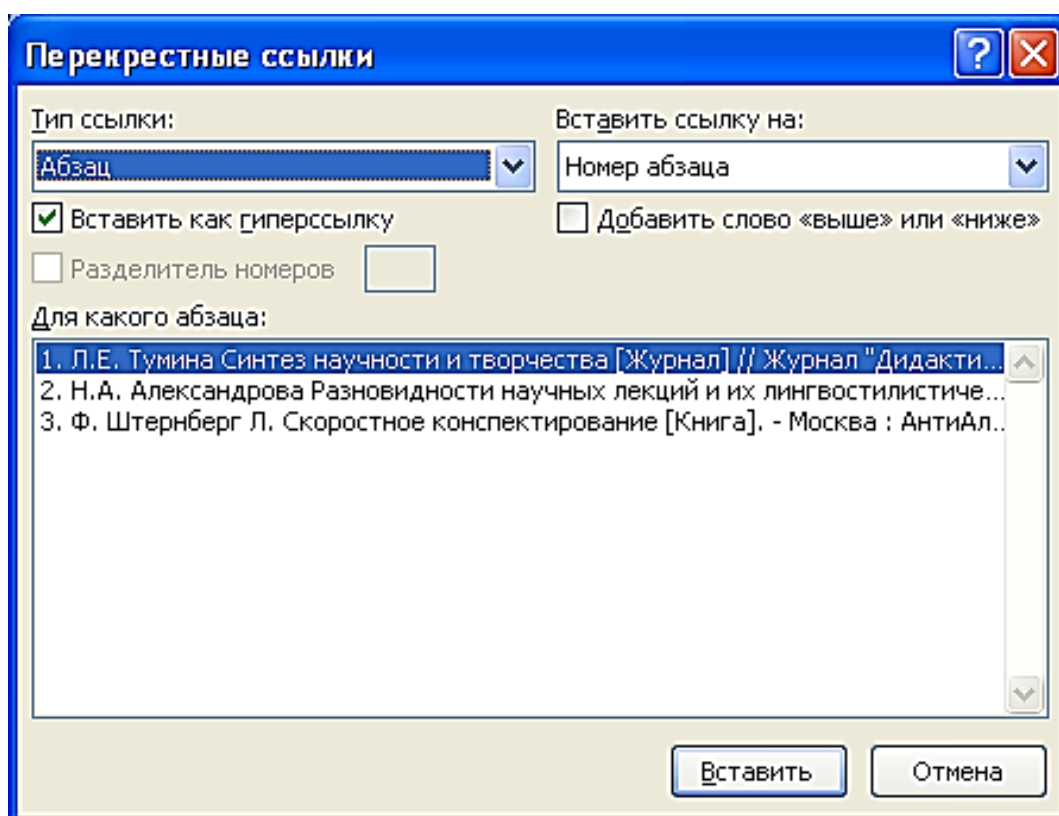 Перекрестные ссылки
Тип ссылки:
Вставить ссылку на:
Абзац
Номер абзаца
Вставить как гиперссылку
Добавить слово «выше» или «ниже»
Разделитель номеров
Для какого абзаца:
1. Л.Е. Тумина Синтез научности и творчества [Журнал] // Журнал "Дидакти...
2. Н.А. Александрова Разновидности научных лекций и их лингвостилистиче...
3. Ф. Штернберг Л. Скоростное конспектирование [Книга]. - Москва : АнтиАл...
Вставить
Отмена